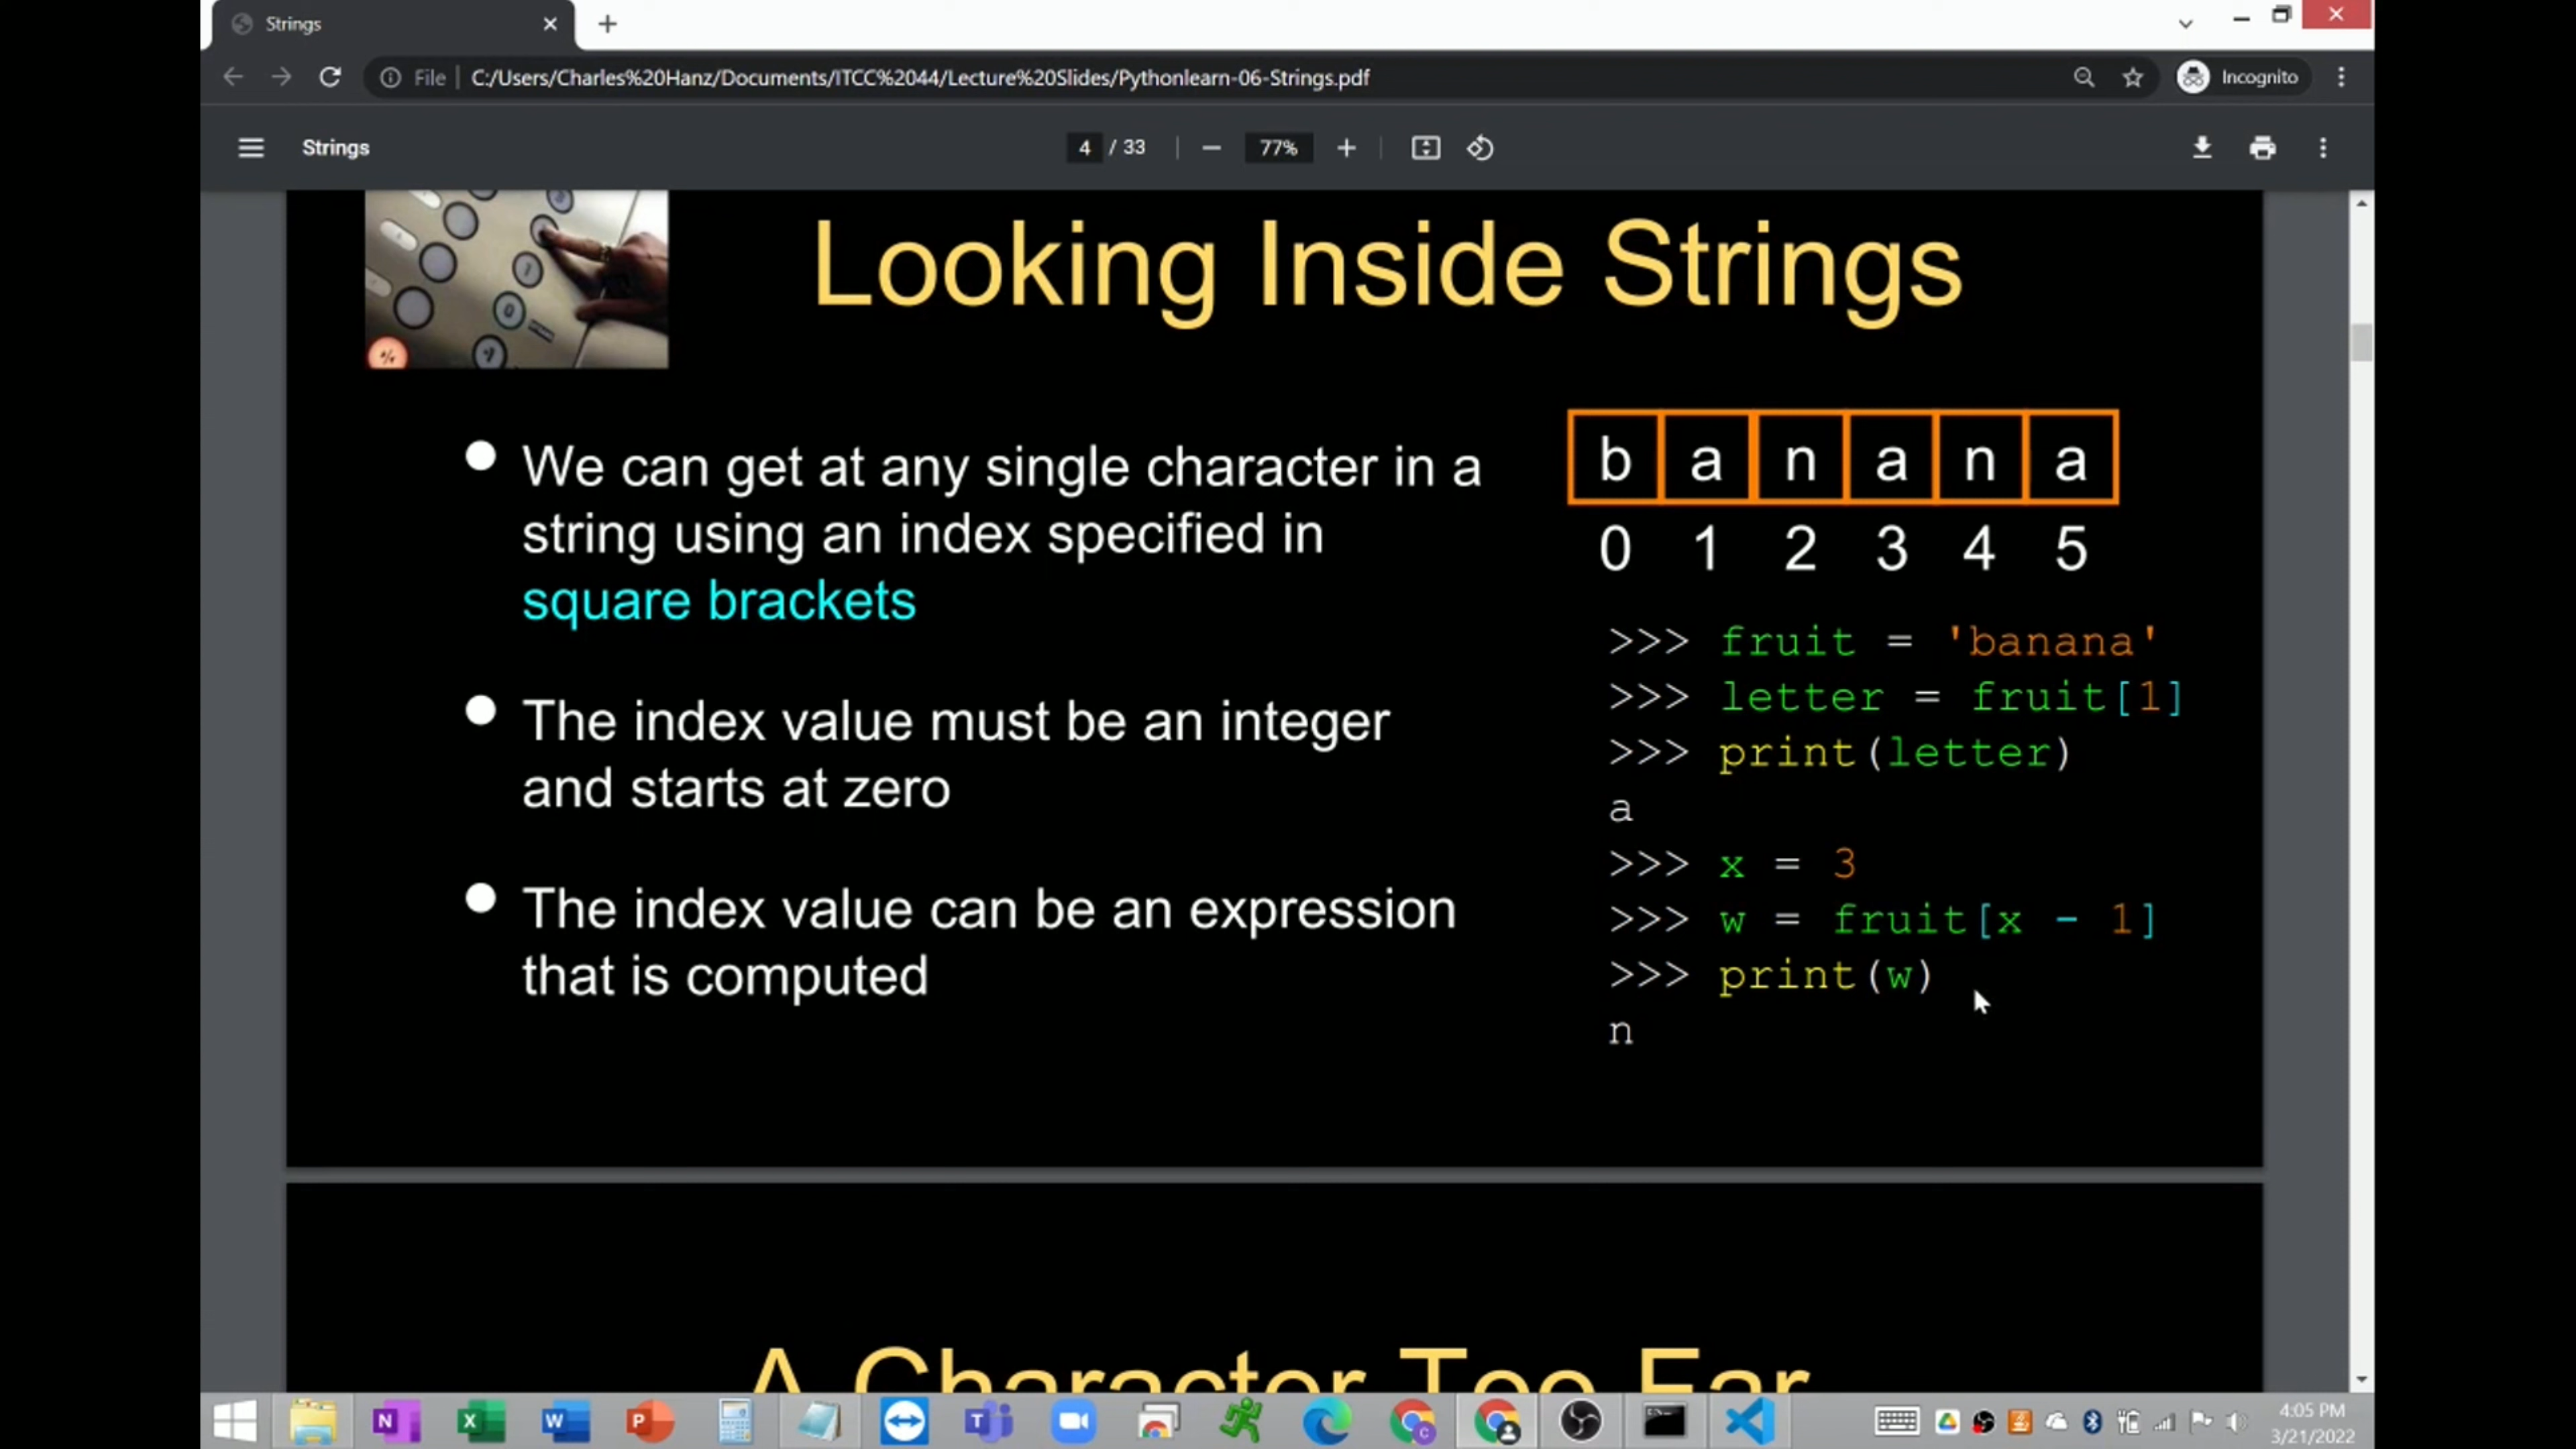 Strings
File
C:/Users/Charles%20Hanz/Documents/ITCC%2044/Lecture%20Slides/Pythonlearn-06-Strings.pdf
Incognito
Strings
4 / 33
77%
Looking Inside Strings
We can get at any single character in a
string using an index specified in
square brackets
The index value must be an integer
and starts at zero
The index value can be an expression
that is computed
b a n a n a
0 1 2 3 4 5
>>> fruit = 'banana'
>>> letter = fruit[1]
>>> print(letter)
a
>>> x = 3
>>> w = fruit[x - 1]
>>> print(w)
n
A Character Too Far
4:05 PM
3/21/2022